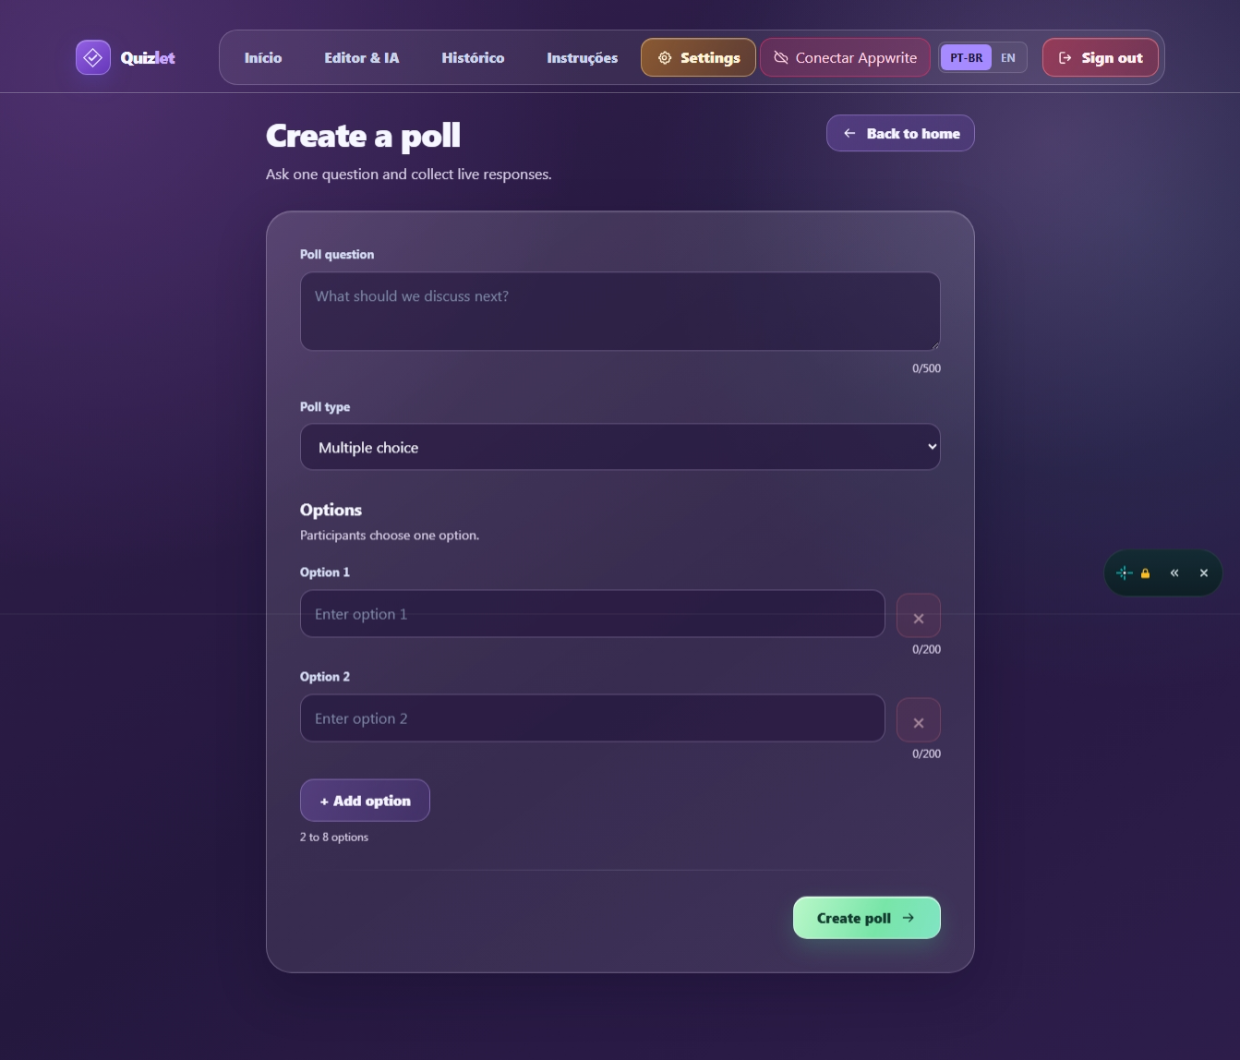 Quizlet
Início
Editor & IA
Histórico
Instruções
Settings
Conectar Appwrite
PT-BR
EN
Sign out
Create a poll
Back to home
Ask one question and collect live responses.
Poll question
What should we discuss next?
0/500
Poll type
Multiple choice
Options
Participants choose one option.
Option 1
Enter option 1
0/200
Option 2
Enter option 2
0/200
+ Add option
2 to 8 options
Create poll